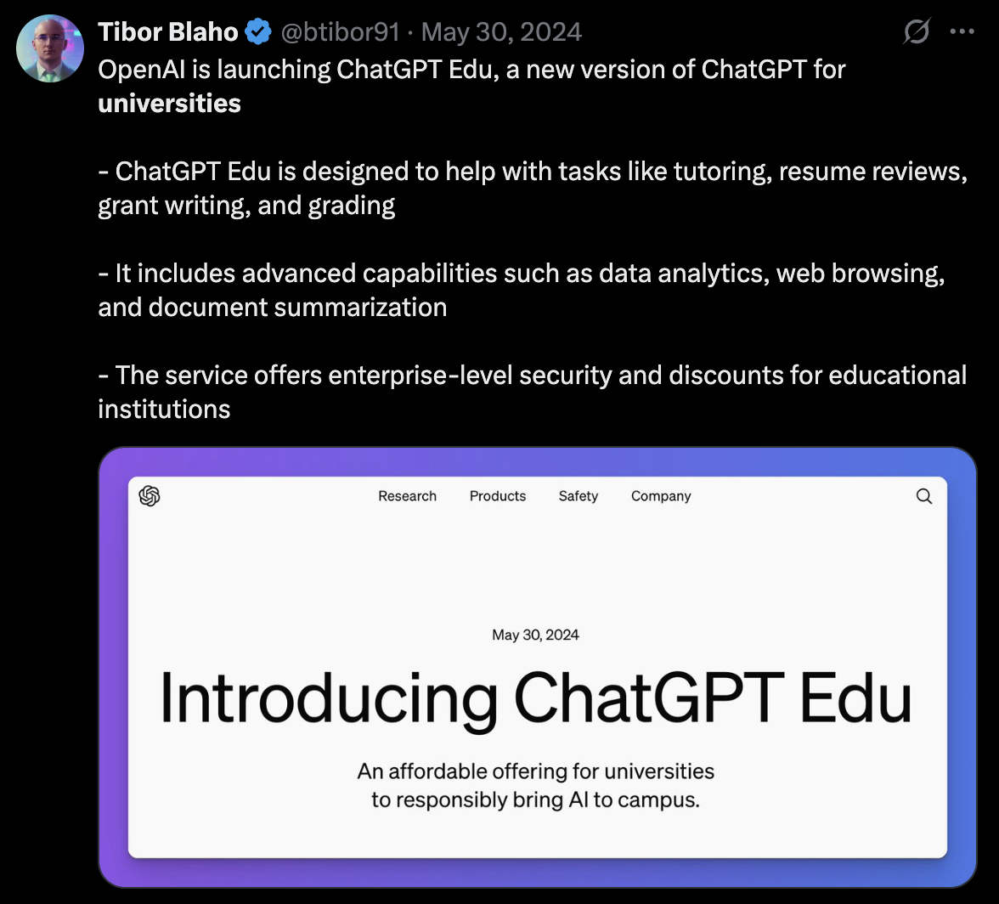 Tibor Blaho @btibor91 · May 30, 2024
OpenAI is launching ChatGPT Edu, a new version of ChatGPT for
universities
- ChatGPT Edu is designed to help with tasks like tutoring, resume reviews,
grant writing, and grading
- It includes advanced capabilities such as data analytics, web browsing,
and document summarization
- The service offers enterprise-level security and discounts for educational
institutions
Research Products Safety Company
May 30, 2024
Introducing ChatGPT Edu
An affordable offering for universities
to responsibly bring AI to campus.